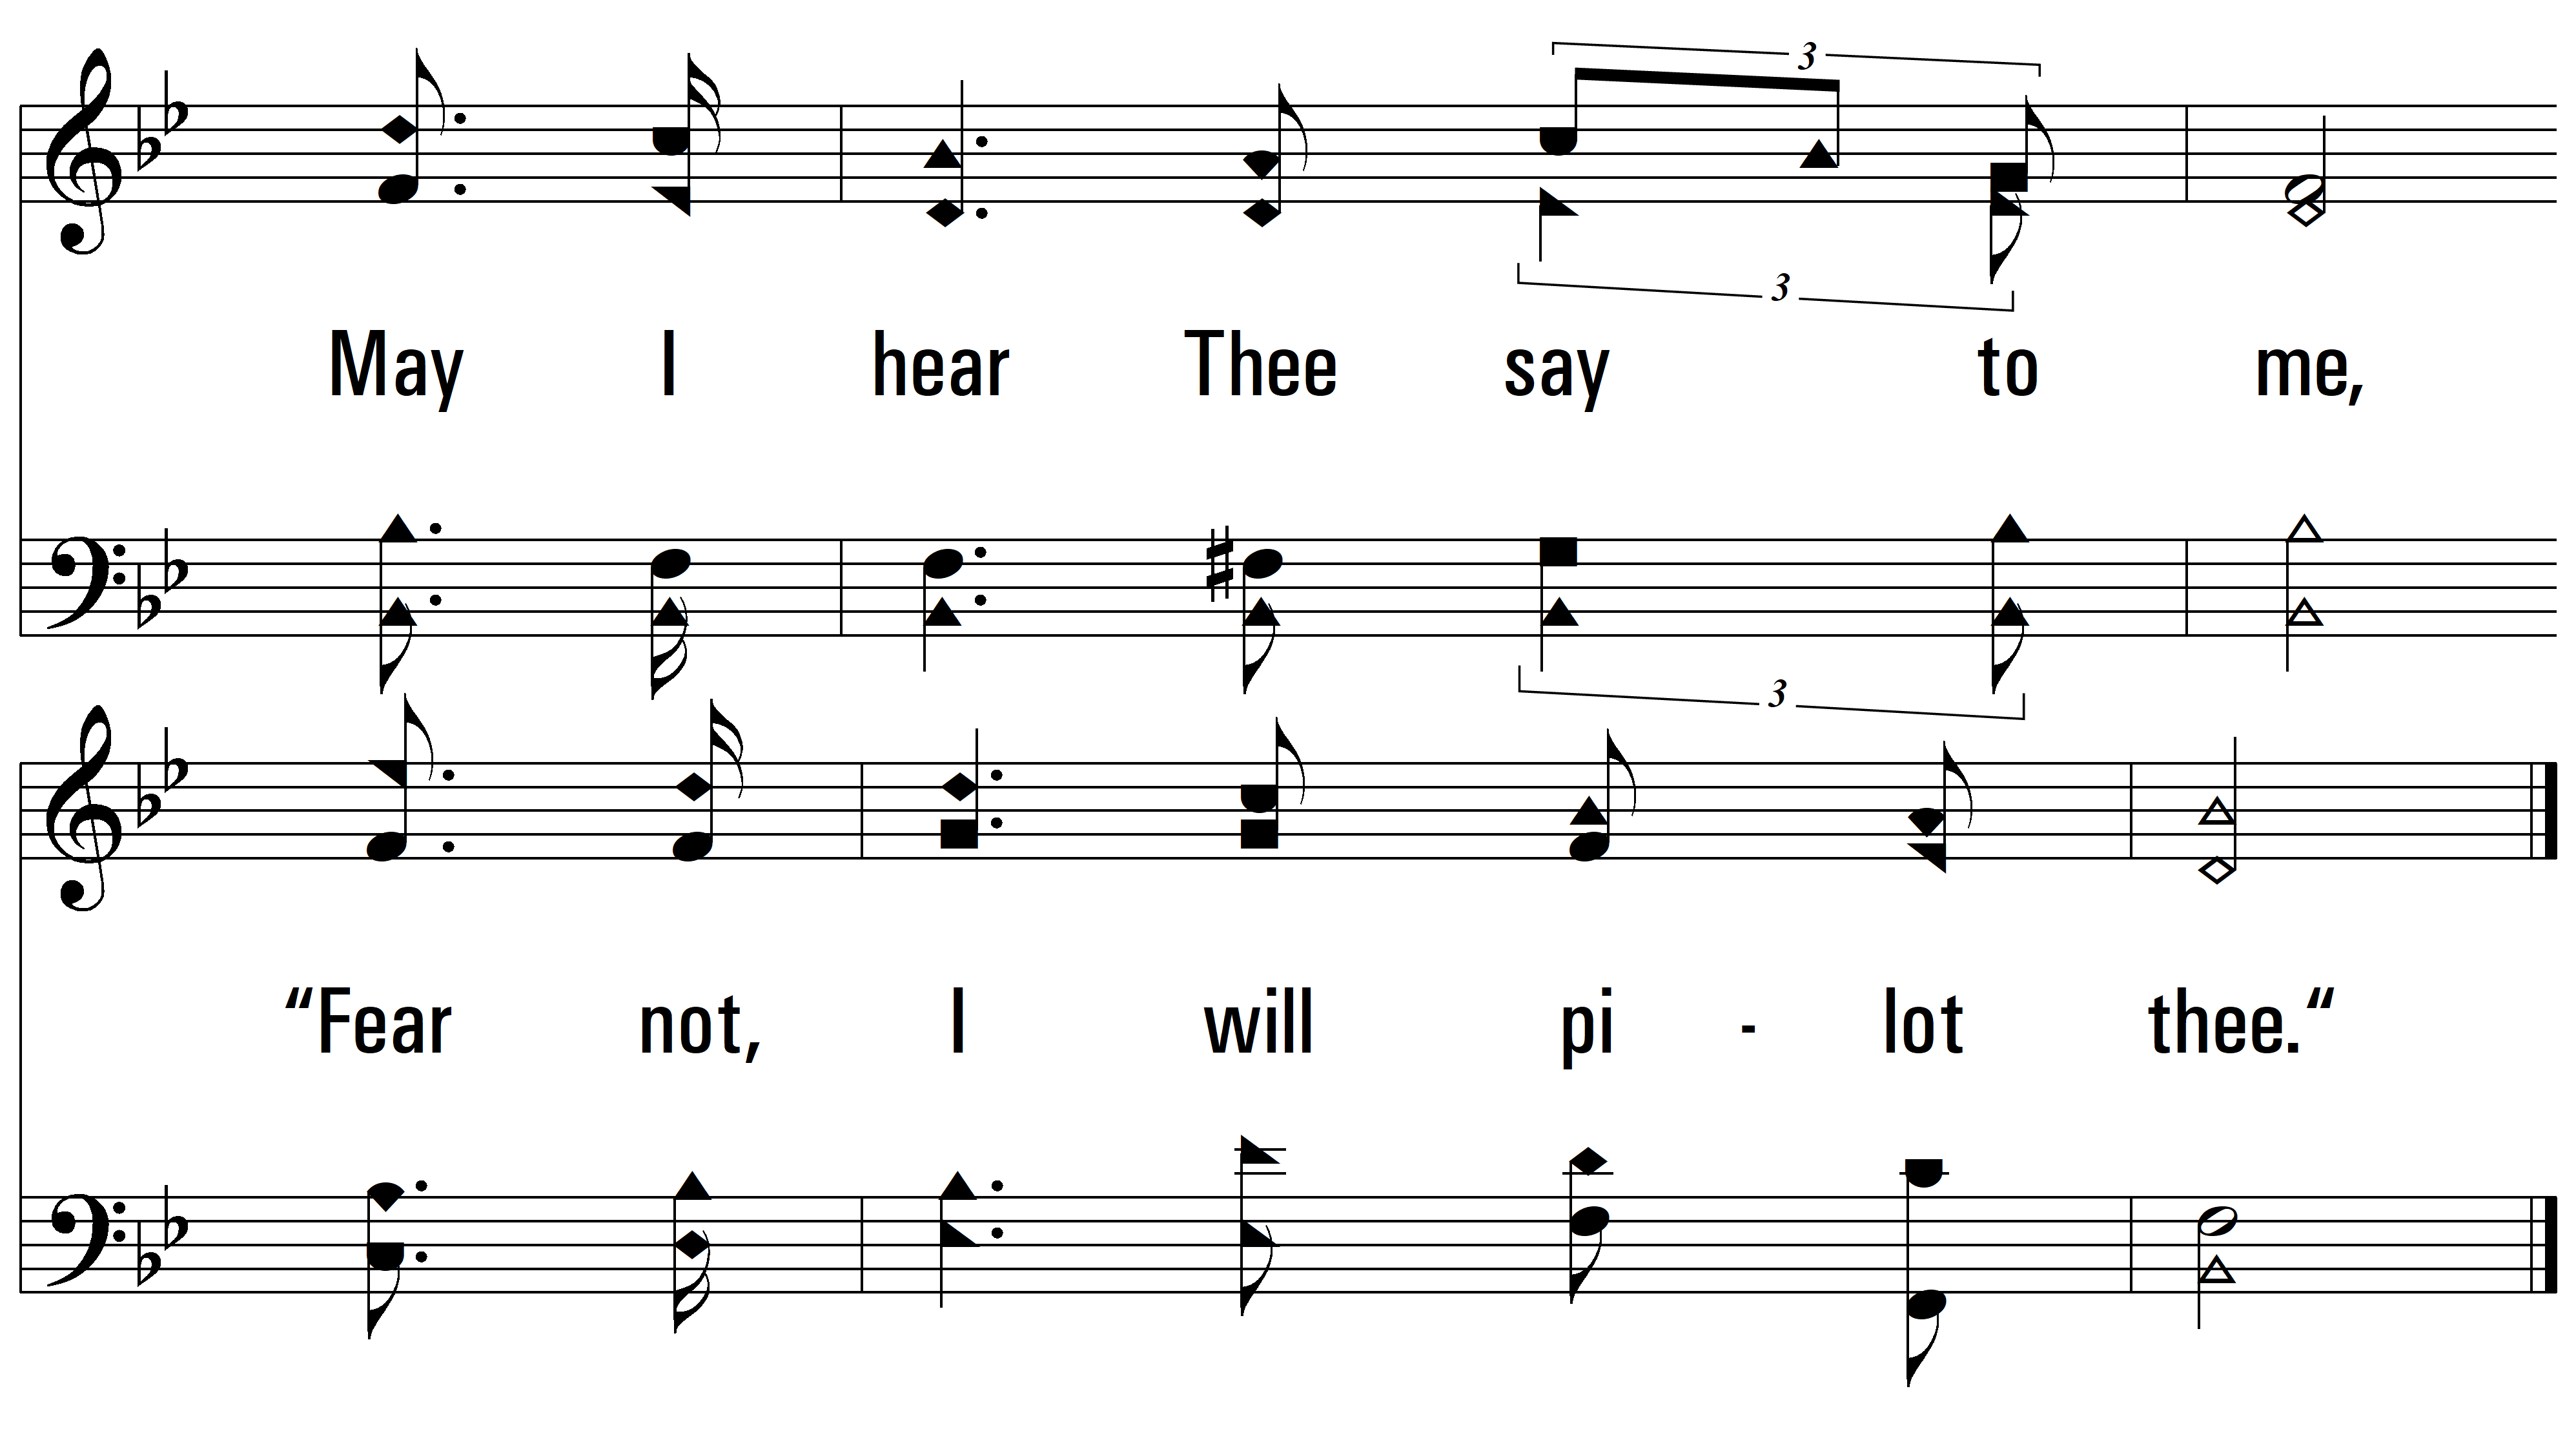 3
3
May I hear Thee say to me,
3
“Fear not, I will pi - lot thee.“